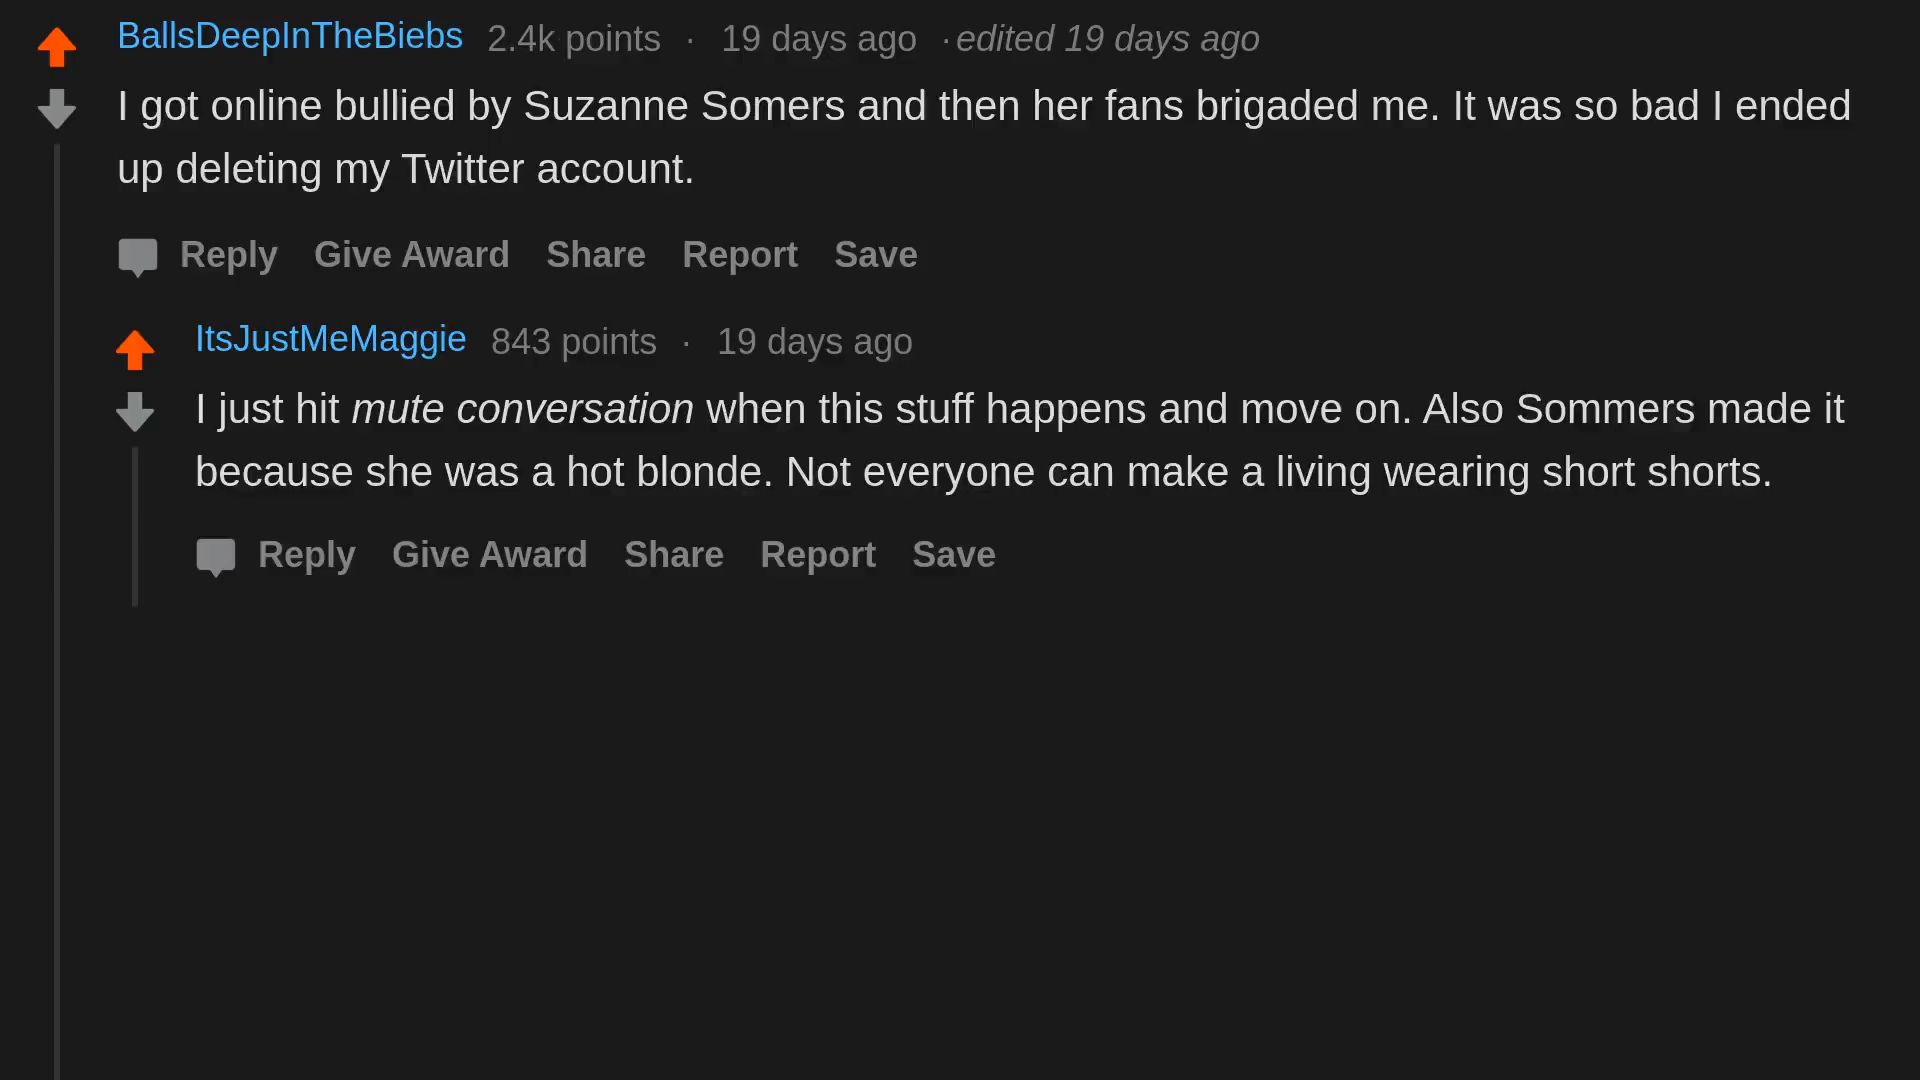 BallsDeepInTheBiebs 2.4k points · 19 days ago · edited 19 days ago
I got online bullied by Suzanne Somers and then her fans brigaded me. It was so bad I ended
up deleting my Twitter account.
Reply Give Award Share Report Save
ItsJustMeMaggie 843 points · 19 days ago
I just hit mute conversation when this stuff happens and move on. Also Sommers made it
because she was a hot blonde. Not everyone can make a living wearing short shorts.
Reply Give Award Share Report Save